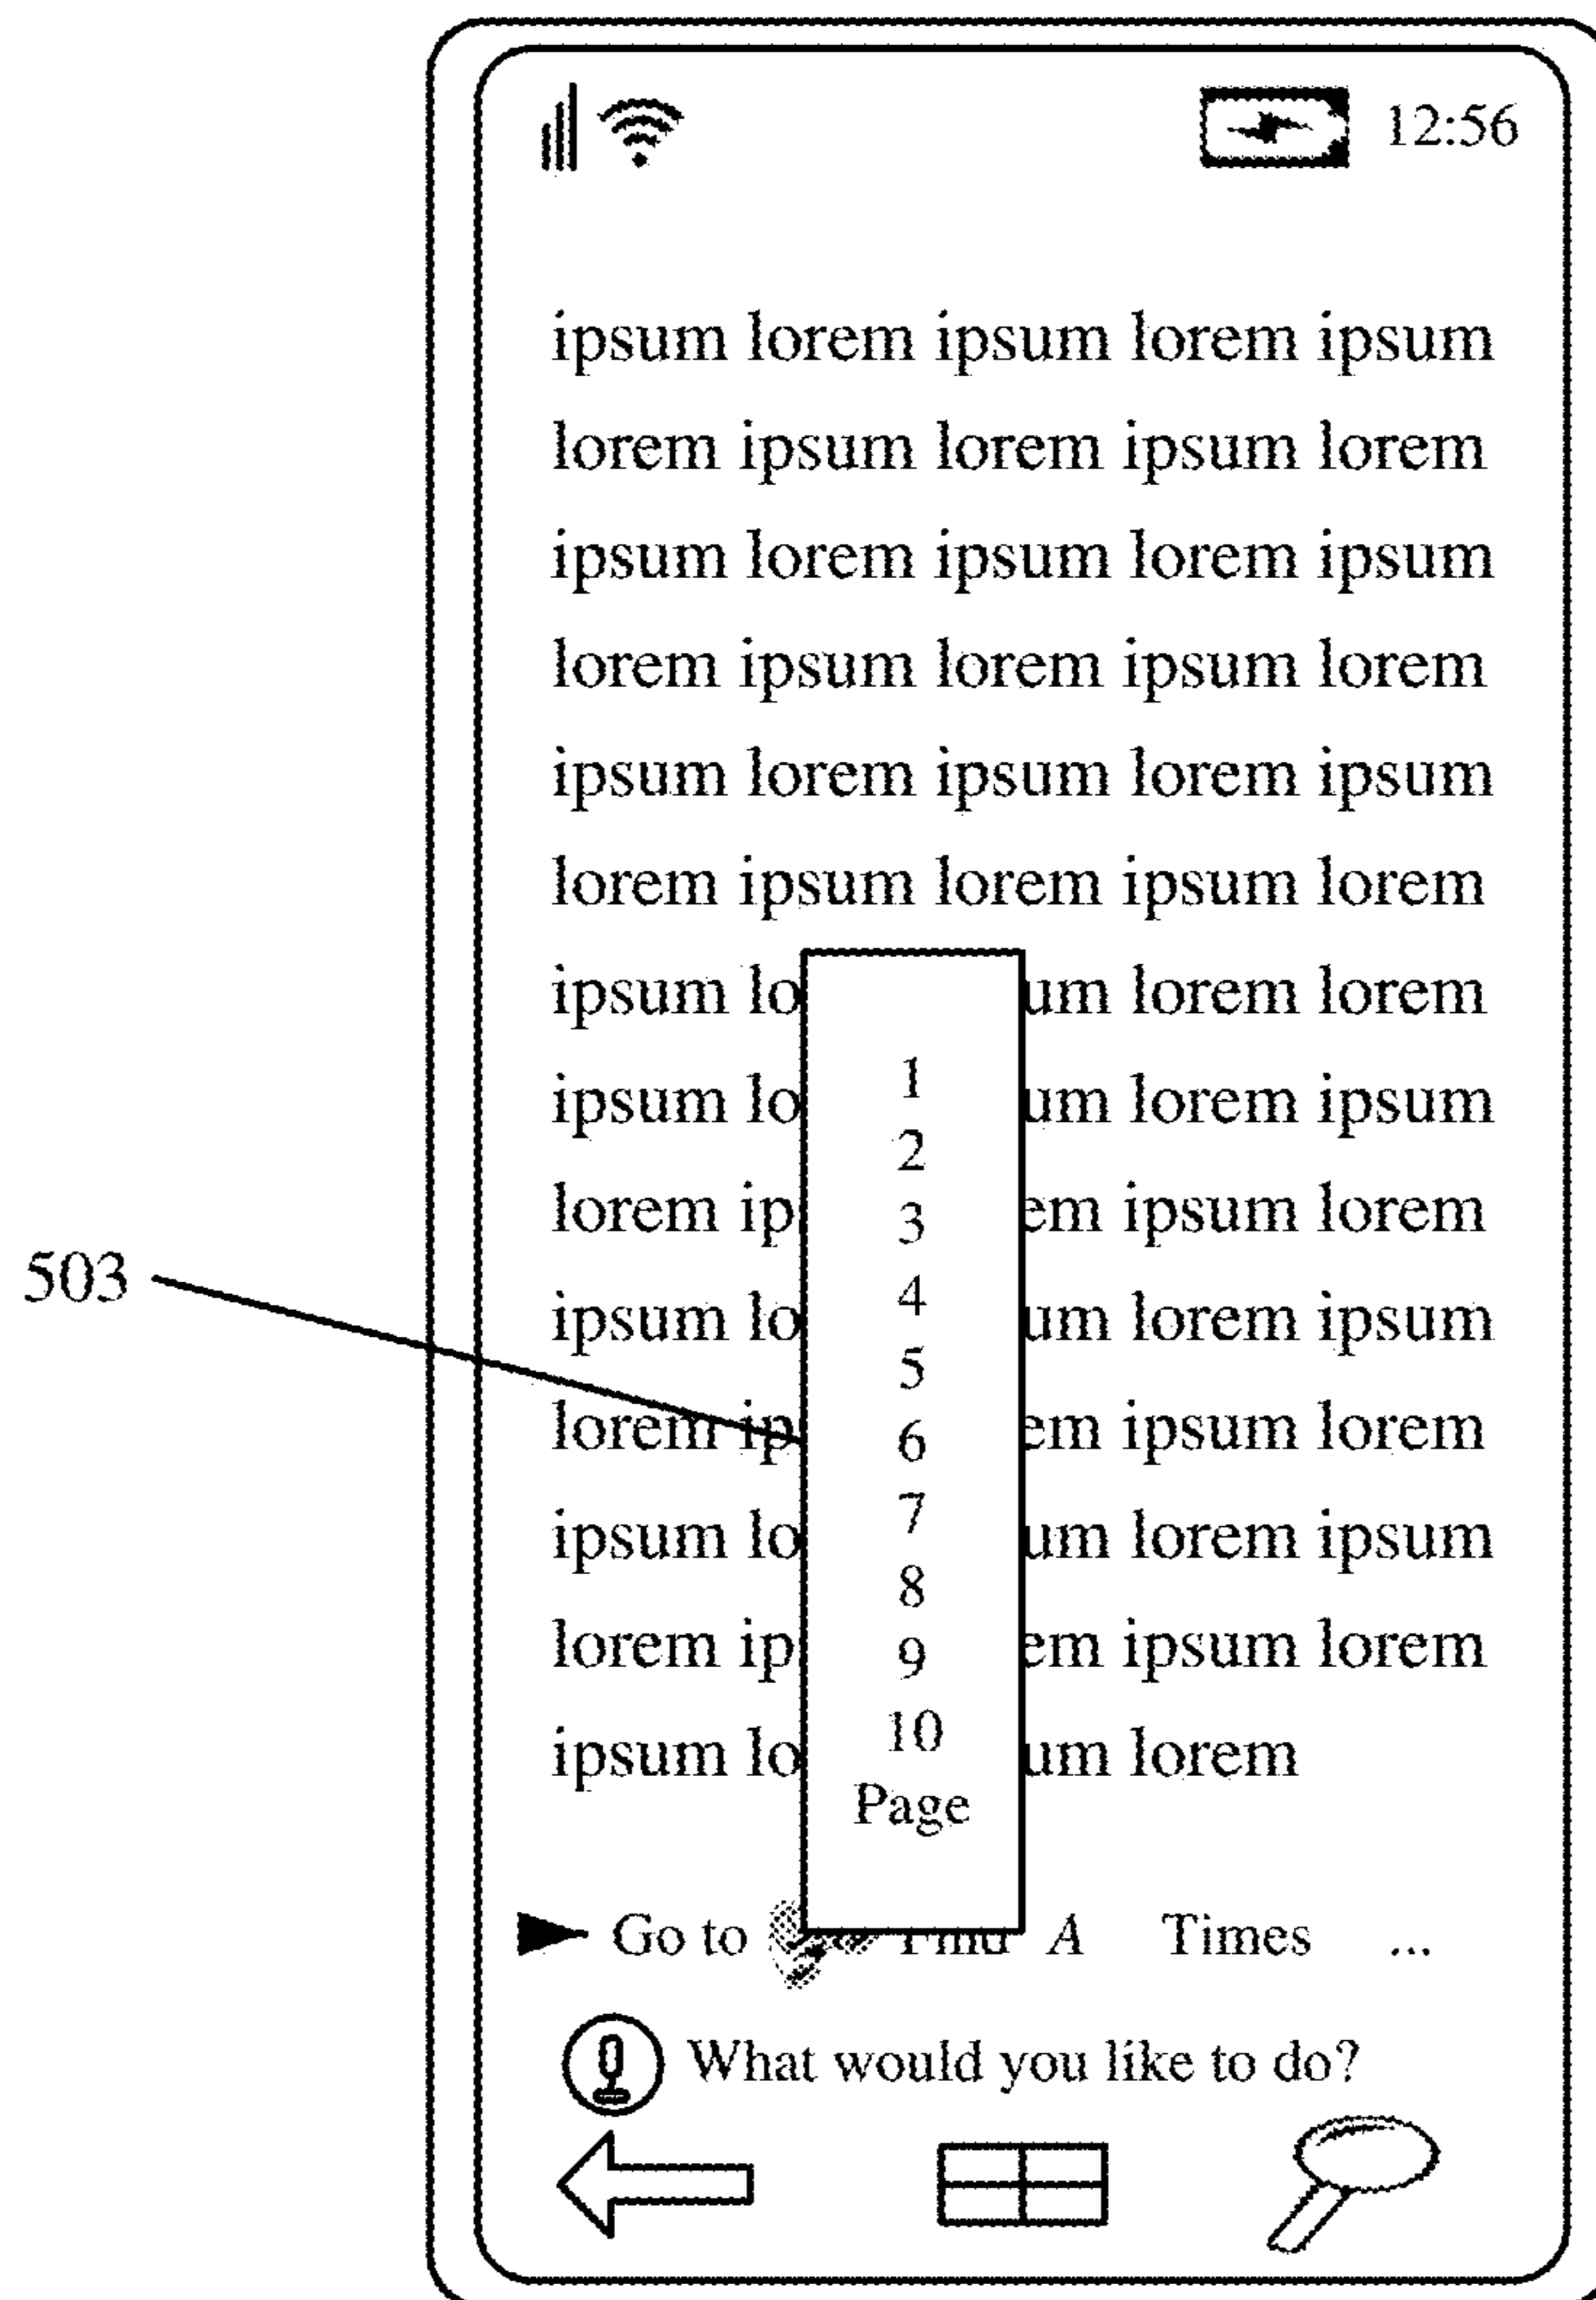 12:56
ipsum lorem ipsum lorem ipsum
lorem ipsum lorem ipsum lorem
ipsum lorem ipsum lorem ipsum
lorem ipsum lorem ipsum lorem
ipsum lorem ipsum lorem ipsum
lorem ipsum lorem ipsum lorem
ipsum lo um lorem lorem
1
ipsum lo um lorem ipsum
2
lorem ip em ipsum lorem
3
503
4
ipsum lo um lorem ipsum
5
lorem ip em ipsum lorem
6
7
ipsum lo um lorem ipsum
8
lorem ip em ipsum lorem
9
10
ipsum lo um lorem
Page
Go to A Times ...
What would you like to do?